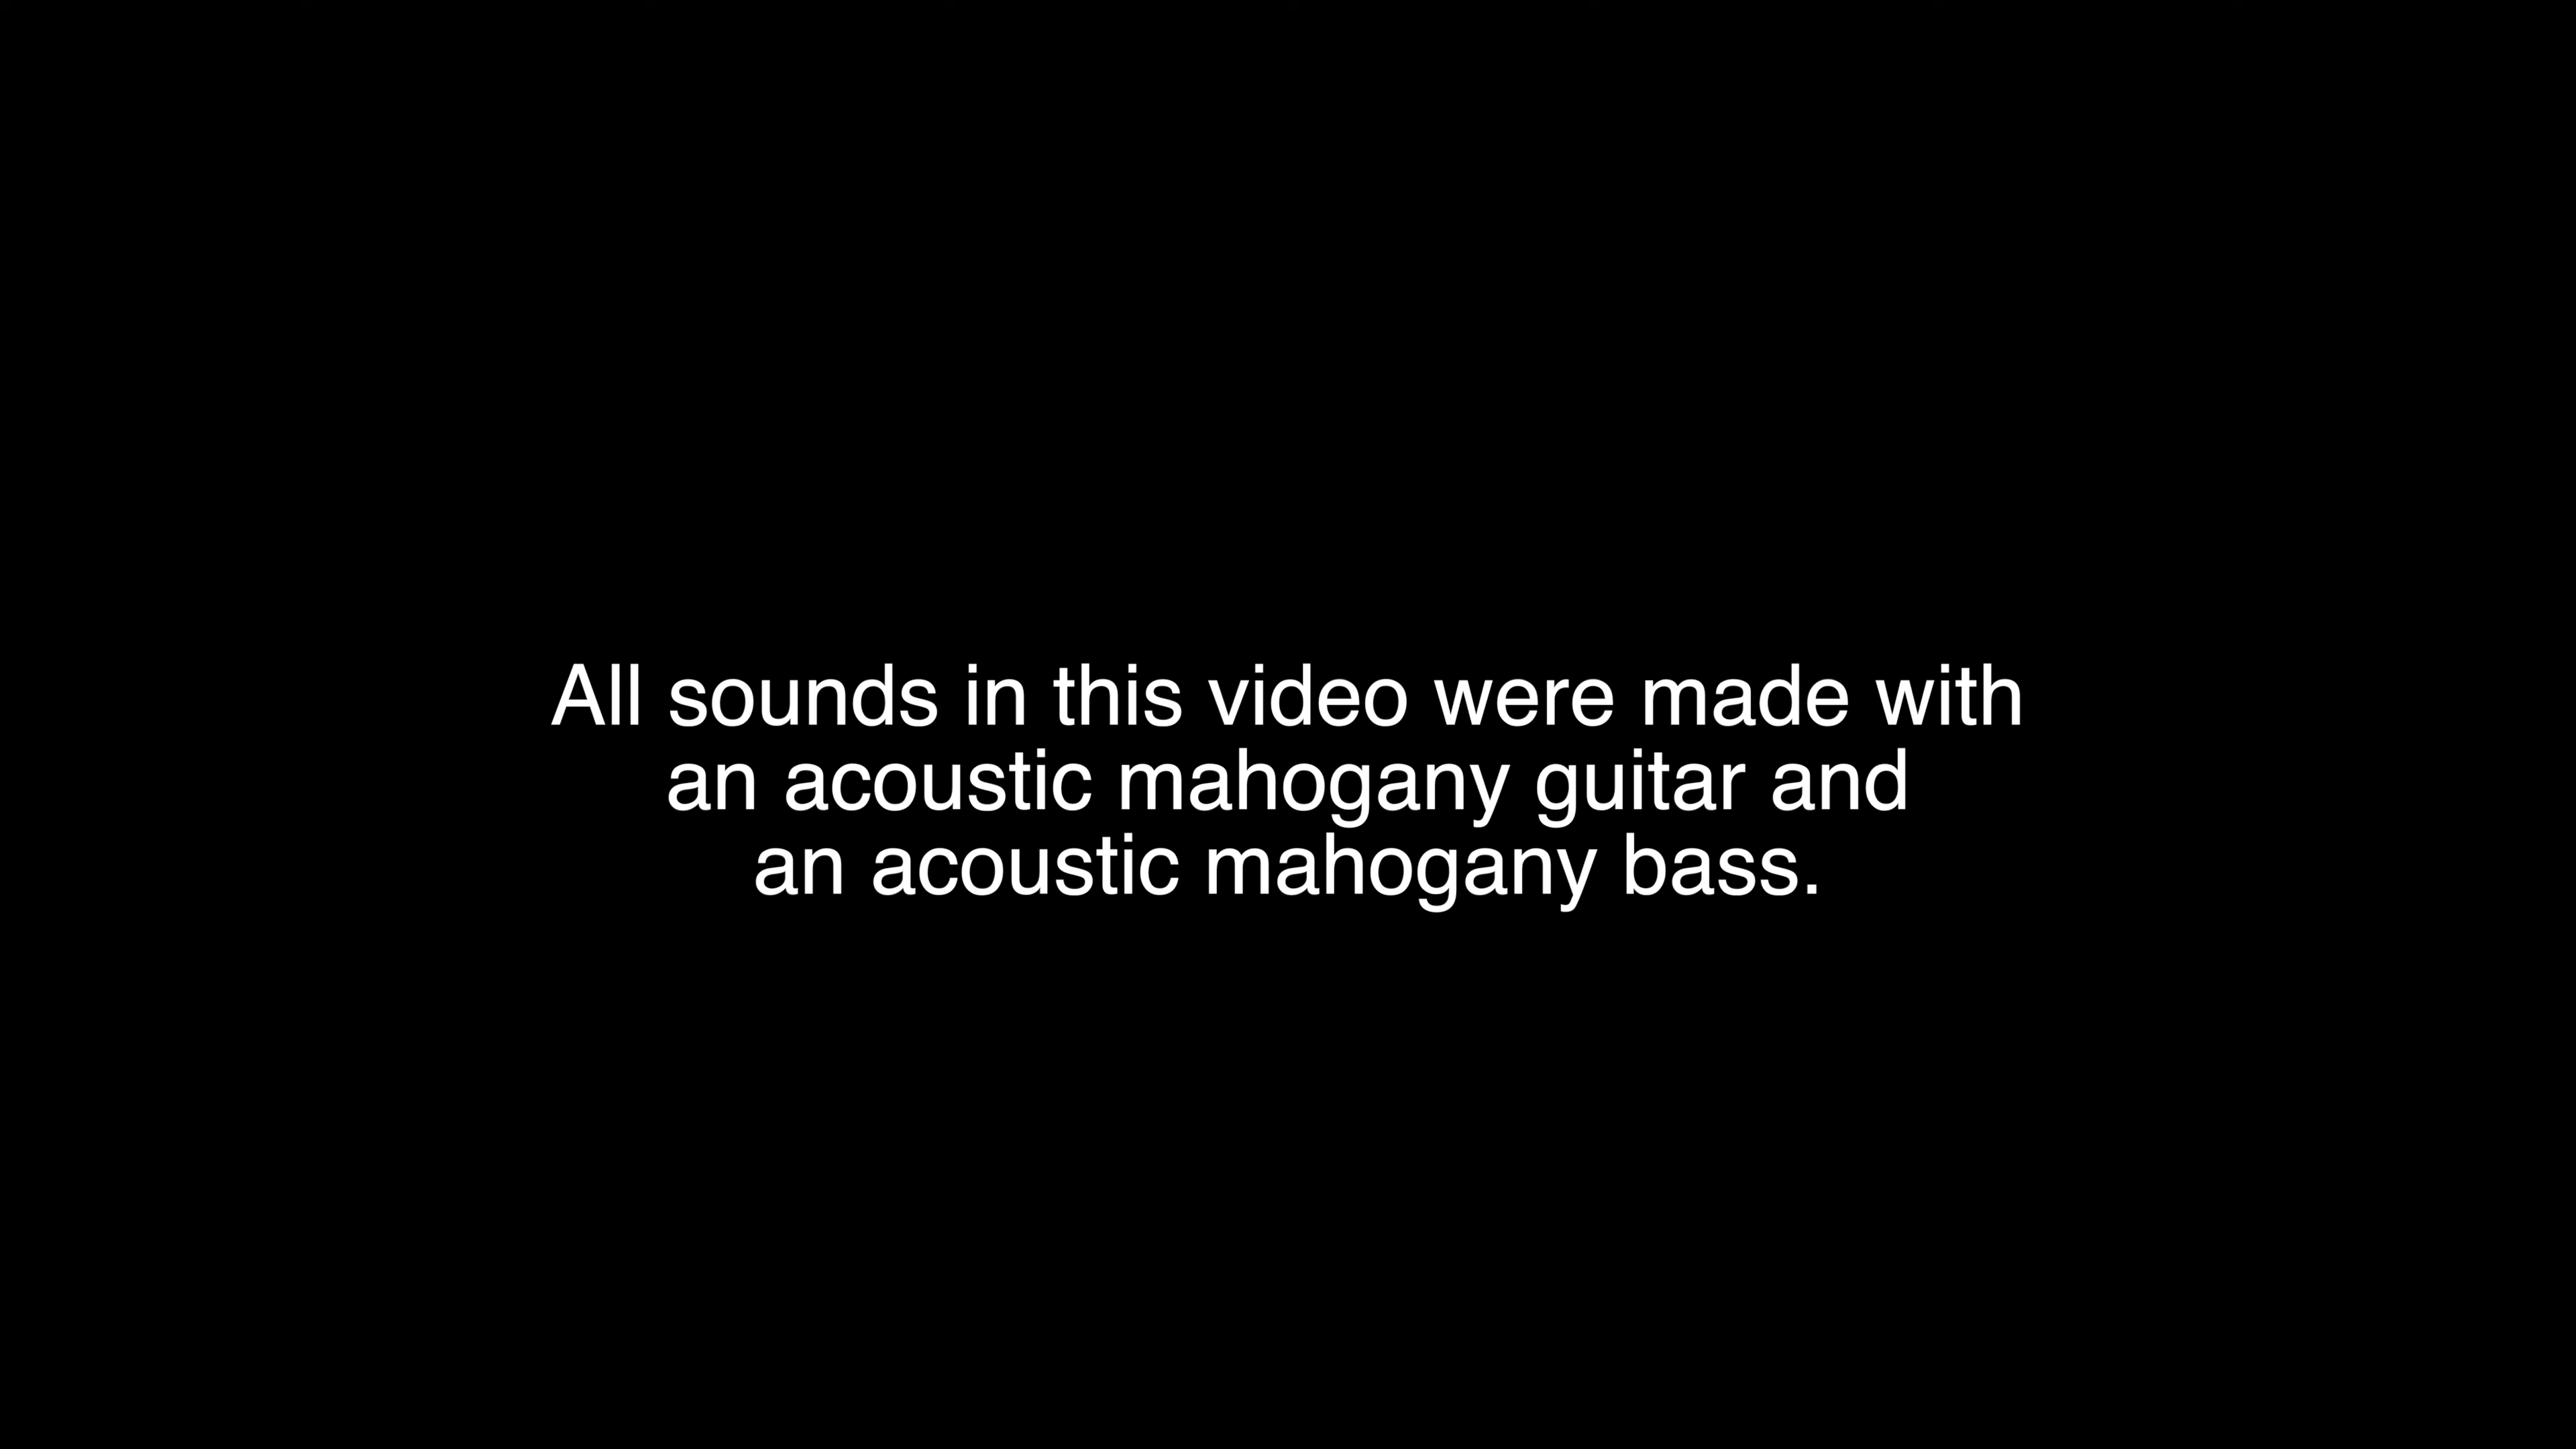 All sounds in this video were made with
an acoustic mahogany guitar and
an acoustic mahogany bass.